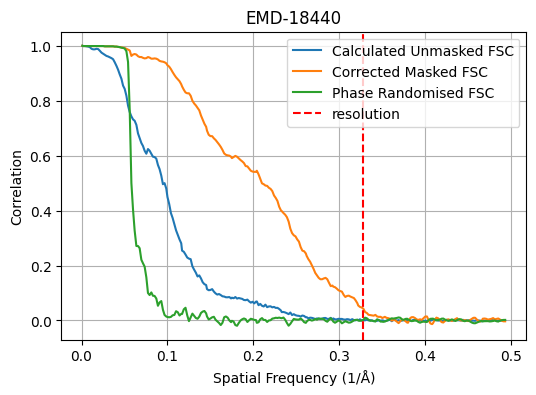 EMD-18440
Calculated Unmasked FSC
Corrected Masked FSC
Phase Randomised FSC
resolution
Correlation
1.0
0.8
0.6
0.4
0.2
0.0
0.0 0.1 0.2 0.3 0.4 0.5
Spatial Frequency (1/Å)